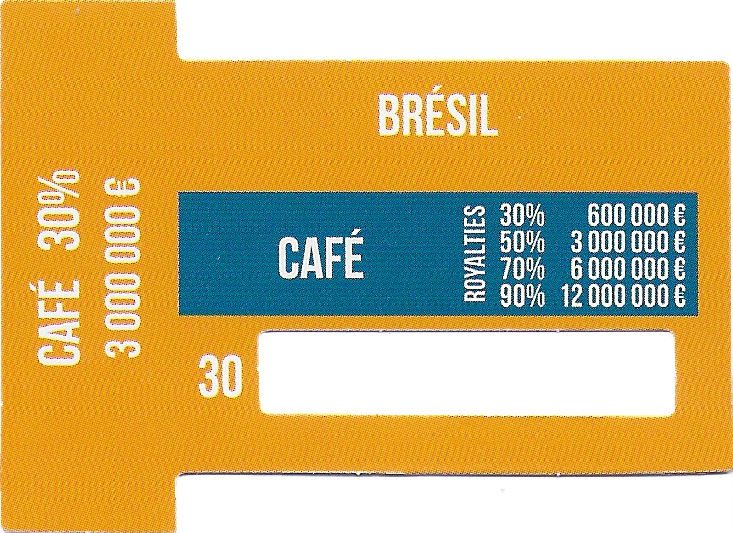 BRÉSIL
CAFÉ 30%
3 000 000 €
CAFÉ
ROYALTIES
30% 600 000 €
50% 3 000 000 €
70% 6 000 000 €
90% 12 000 000 €
30